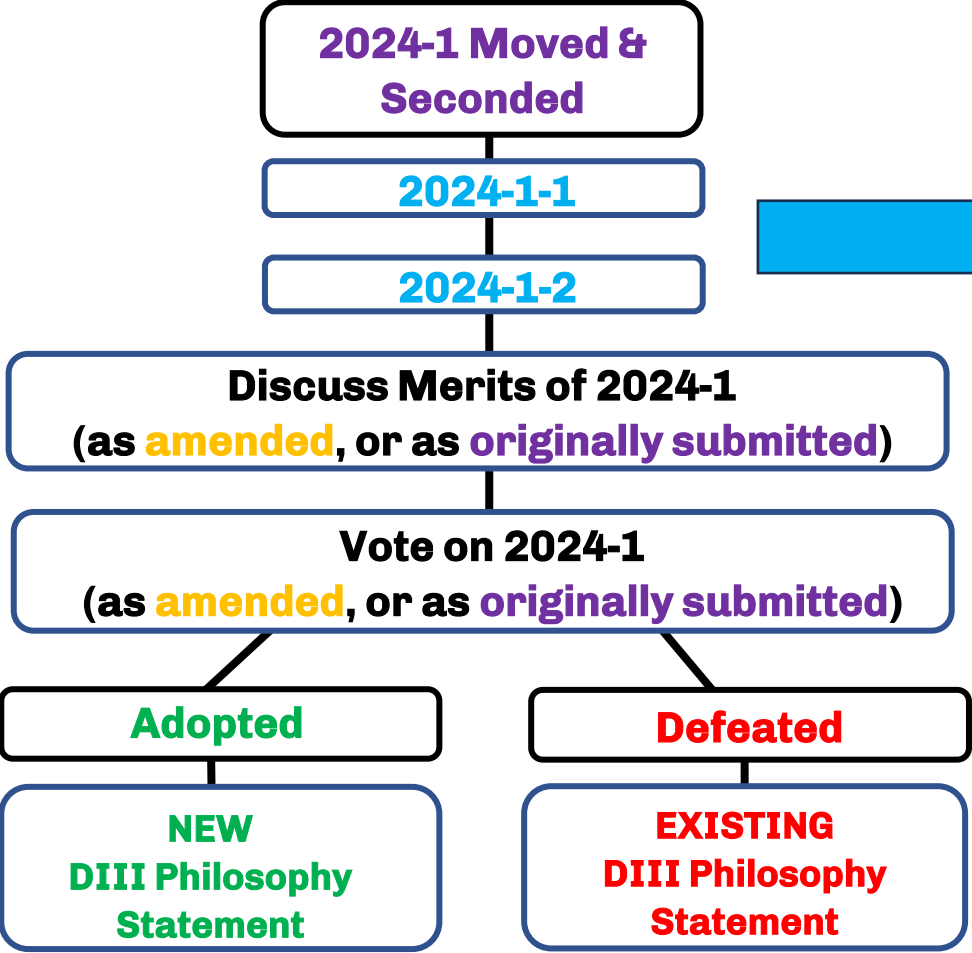 2024-1 Moved &
Seconded
2024-1-1
2024-1-2
Discuss Merits of 2024-1
(as amended, or as originally submitted)
Vote on 2024-1
(as amended, or as originally submitted)
Adopted
Defeated
NEW
DIII Philosophy
Statement
EXISTING
DIII Philosophy
Statement